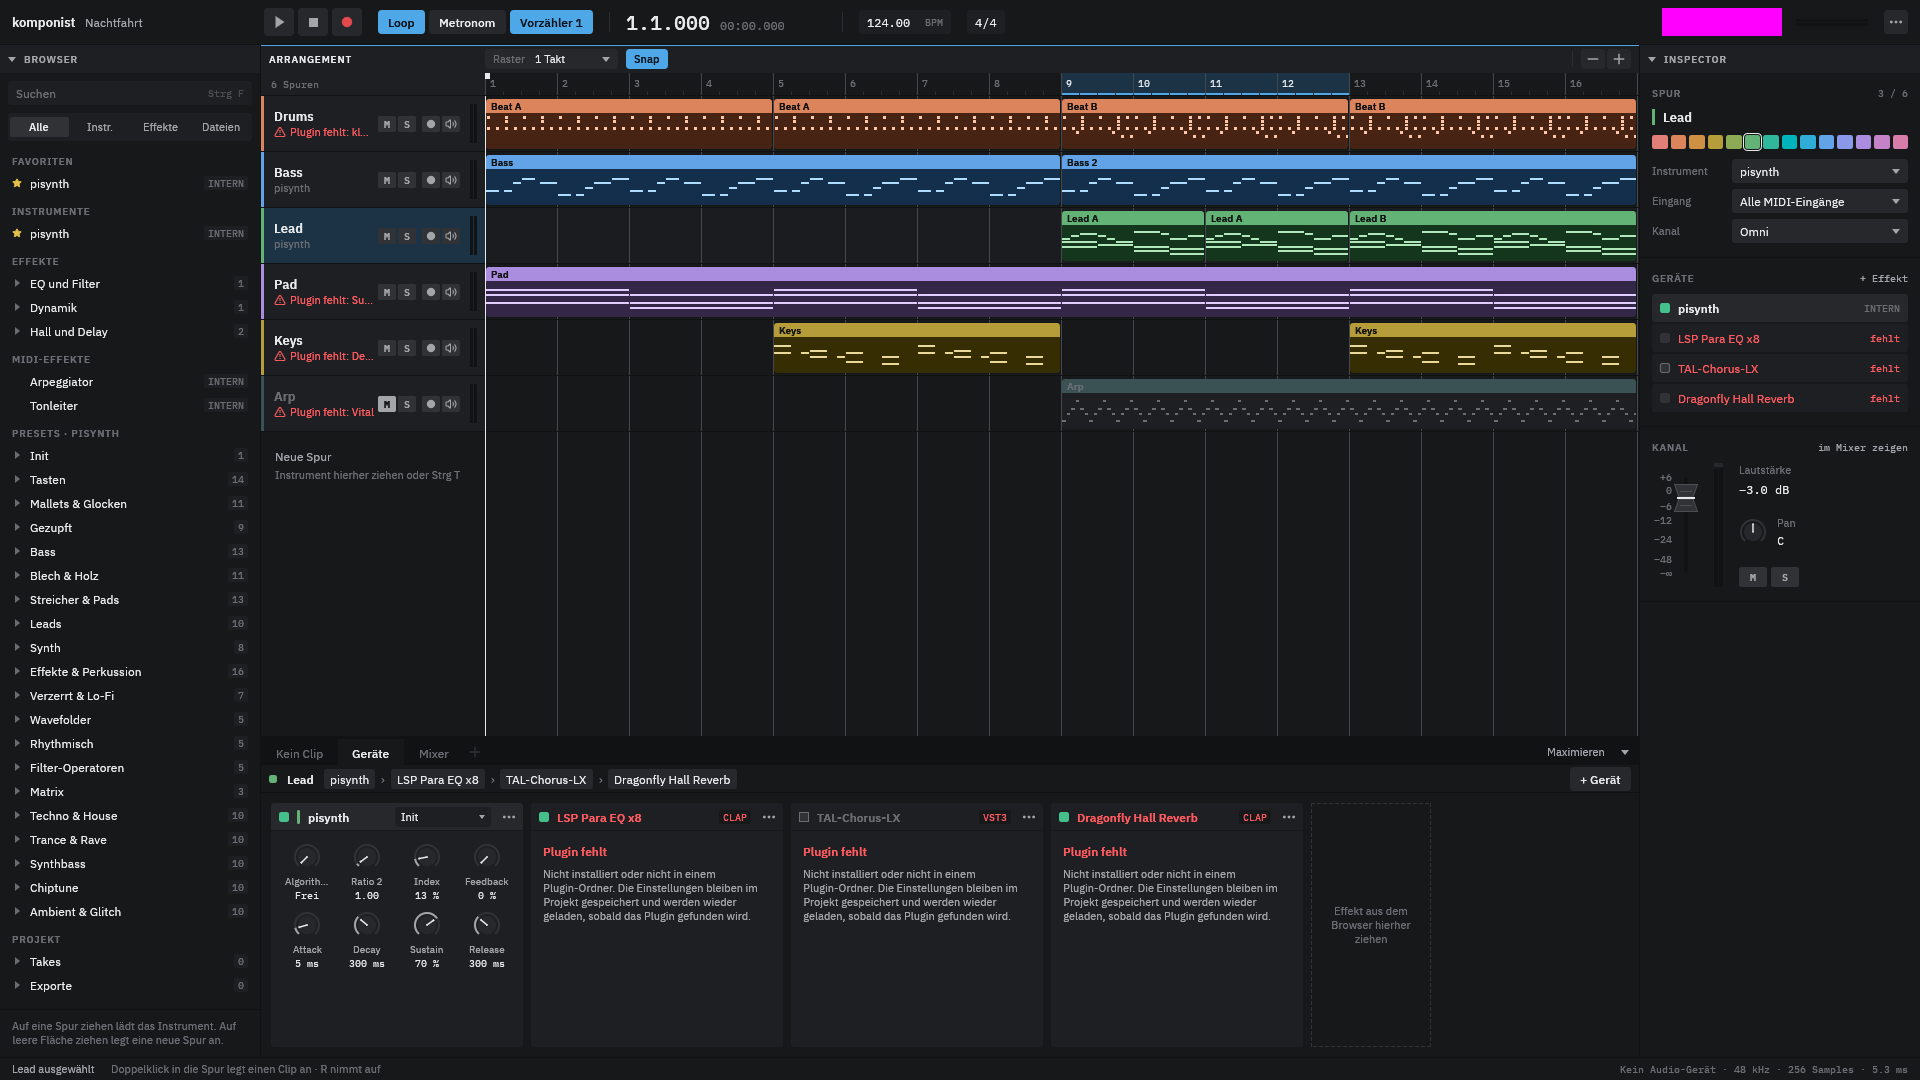 komponist Nachtfahrt
Loop Metronom Vorzähler 1 1.1.000 00:00.000 124.00 BPM 4/4
BROWSER
Suchen Strg F
Alle Instr. Effekte Dateien
FAVORITEN
pisynth INTERN
INSTRUMENTE
pisynth INTERN
EFFEKTE
EQ und Filter 1
Dynamik 1
Hall und Delay 2
MIDI-EFFEKTE
Arpeggiator INTERN
Tonleiter INTERN
PRESETS · PISYNTH
Init 1
Tasten 14
Mallets & Glocken 11
Gezupft 9
Bass 13
Blech & Holz 11
Streicher & Pads 13
Leads 10
Synth 8
Effekte & Perkussion 16
Verzerrt & Lo-Fi 7
Wavefolder 5
Rhythmisch 5
Filter-Operatoren 5
Matrix 3
Techno & House 10
Trance & Rave 10
Synthbass 10
Chiptune 10
Ambient & Glitch 10
PROJEKT
Takes 0
Exporte 0
Auf eine Spur ziehen lädt das Instrument. Auf
leere Fläche ziehen legt eine neue Spur an.
ARRANGEMENT Raster 1 Takt Snap
6 Spuren 1 2 3 4 5 6 7 8 9 10 11 12 13 14 15 16
Drums M S
Plugin fehlt: kl...
Beat A Beat A Beat B Beat B
Bass M S
pisynth
Bass Bass 2
Lead M S
pisynth
Lead A Lead A Lead B
Pad M S
Plugin fehlt: Su...
Pad
Keys M S
Plugin fehlt: De...
Keys Keys
Arp M S
Plugin fehlt: Vital
Arp
Neue Spur
Instrument hierher ziehen oder Strg T
Kein Clip Geräte Mixer + Maximieren
Lead pisynth › LSP Para EQ x8 › TAL-Chorus-LX › Dragonfly Hall Reverb + Gerät
pisynth Init
Algorith... Ratio 2 Index Feedback
Frei 1.00 13 % 0 %
Attack Decay Sustain Release
5 ms 300 ms 70 % 300 ms
LSP Para EQ x8 CLAP
Plugin fehlt
Nicht installiert oder nicht in einem
Plugin-Ordner. Die Einstellungen bleiben im
Projekt gespeichert und werden wieder
geladen, sobald das Plugin gefunden wird.
TAL-Chorus-LX VST3
Plugin fehlt
Nicht installiert oder nicht in einem
Plugin-Ordner. Die Einstellungen bleiben im
Projekt gespeichert und werden wieder
geladen, sobald das Plugin gefunden wird.
Dragonfly Hall Reverb CLAP
Plugin fehlt
Nicht installiert oder nicht in einem
Plugin-Ordner. Die Einstellungen bleiben im
Projekt gespeichert und werden wieder
geladen, sobald das Plugin gefunden wird.
Effekt aus dem
Browser hierher
ziehen
INSPECTOR
SPUR 3 / 6
Lead
Instrument pisynth
Eingang Alle MIDI-Eingänge
Kanal Omni
GERÄTE + Effekt
pisynth INTERN
LSP Para EQ x8 fehlt
TAL-Chorus-LX fehlt
Dragonfly Hall Reverb fehlt
KANAL im Mixer zeigen
+6
0
−6
−12
−24
−48
−∞
Lautstärke
−3.0 dB
Pan
C
M S
Lead ausgewählt Doppelklick in die Spur legt einen Clip an · R nimmt auf
Kein Audio-Gerät · 48 kHz · 256 Samples · 5.3 ms